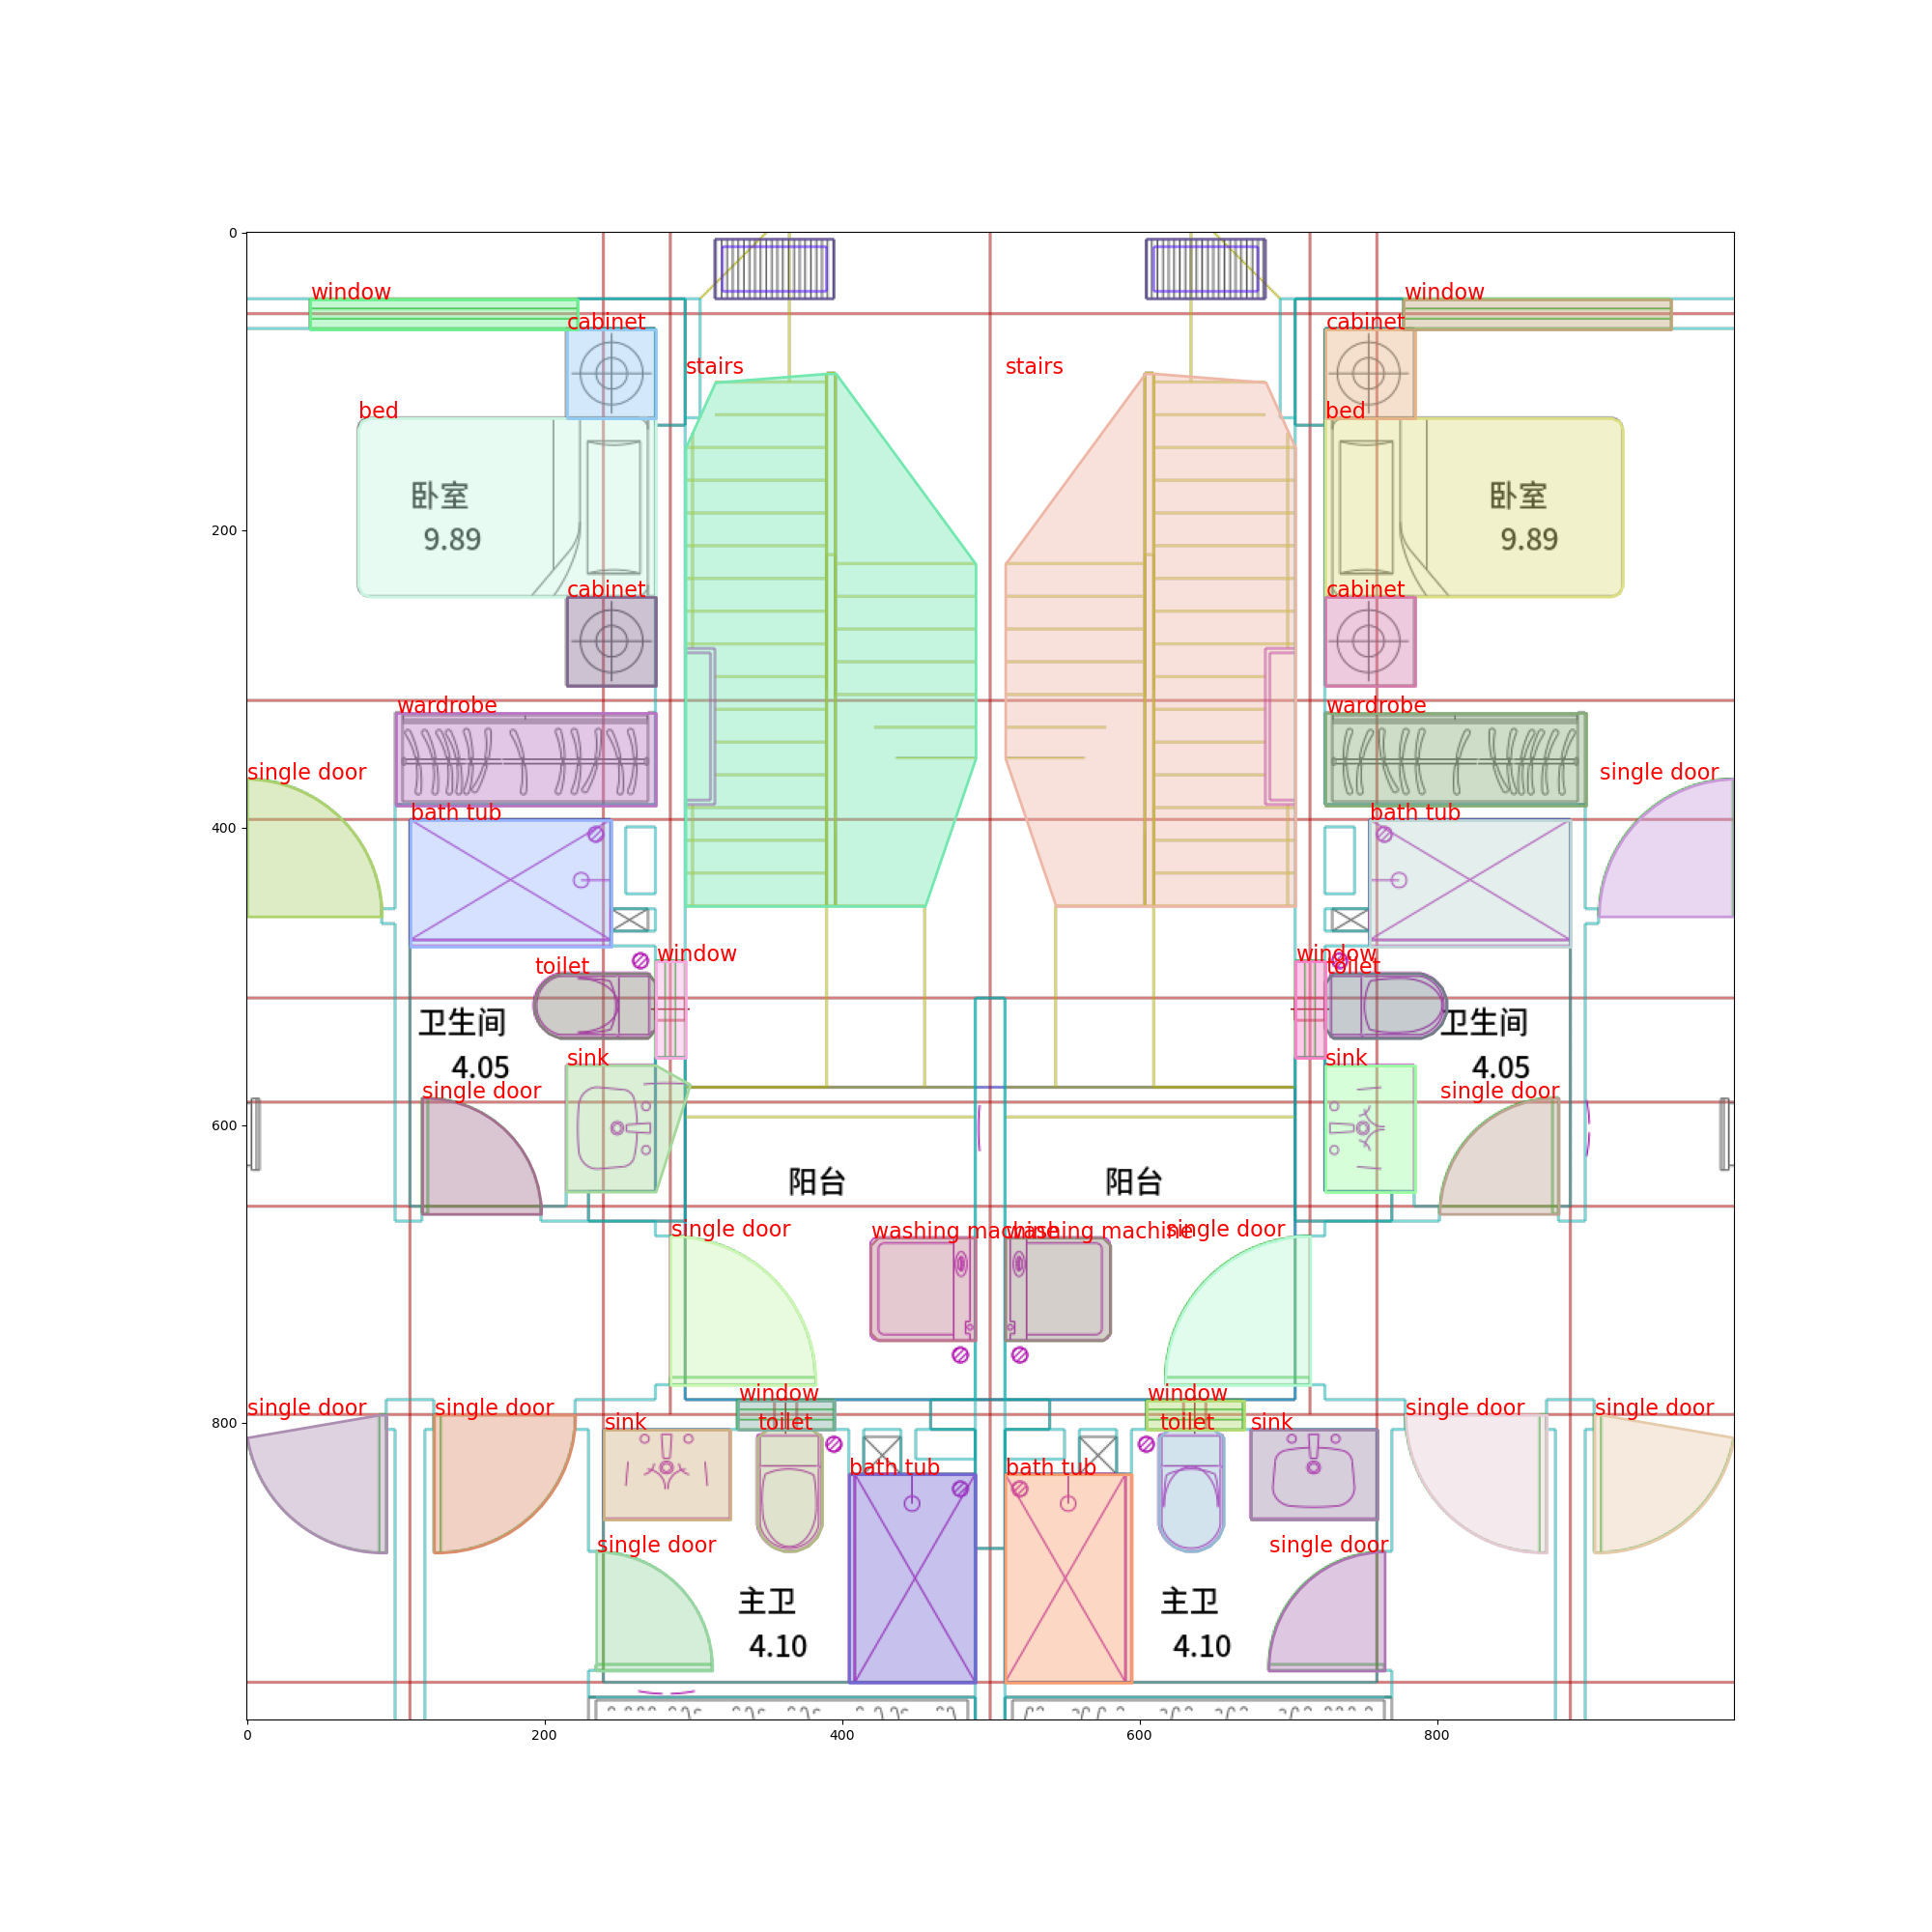 0
window
window
cabinet
cabinet
stairs
stairs
bed
bed
卧室
9.89
卧室
9.89
200
cabinet
cabinet
wardrobe
wardrobe
single door
single door
bath tub
bath tub
400
window
window
toilet
toilet
卫生间
4.05
卫生间
4.05
sink
sink
single door
single door
600
阳台
阳台
single door
washing machine
washing machine
single door
window
window
single door
single door
sink
toilet
toilet
sink
single door
single door
800
bath tub
bath tub
single door
single door
主卫
4.10
主卫
4.10
0
200
400
600
800